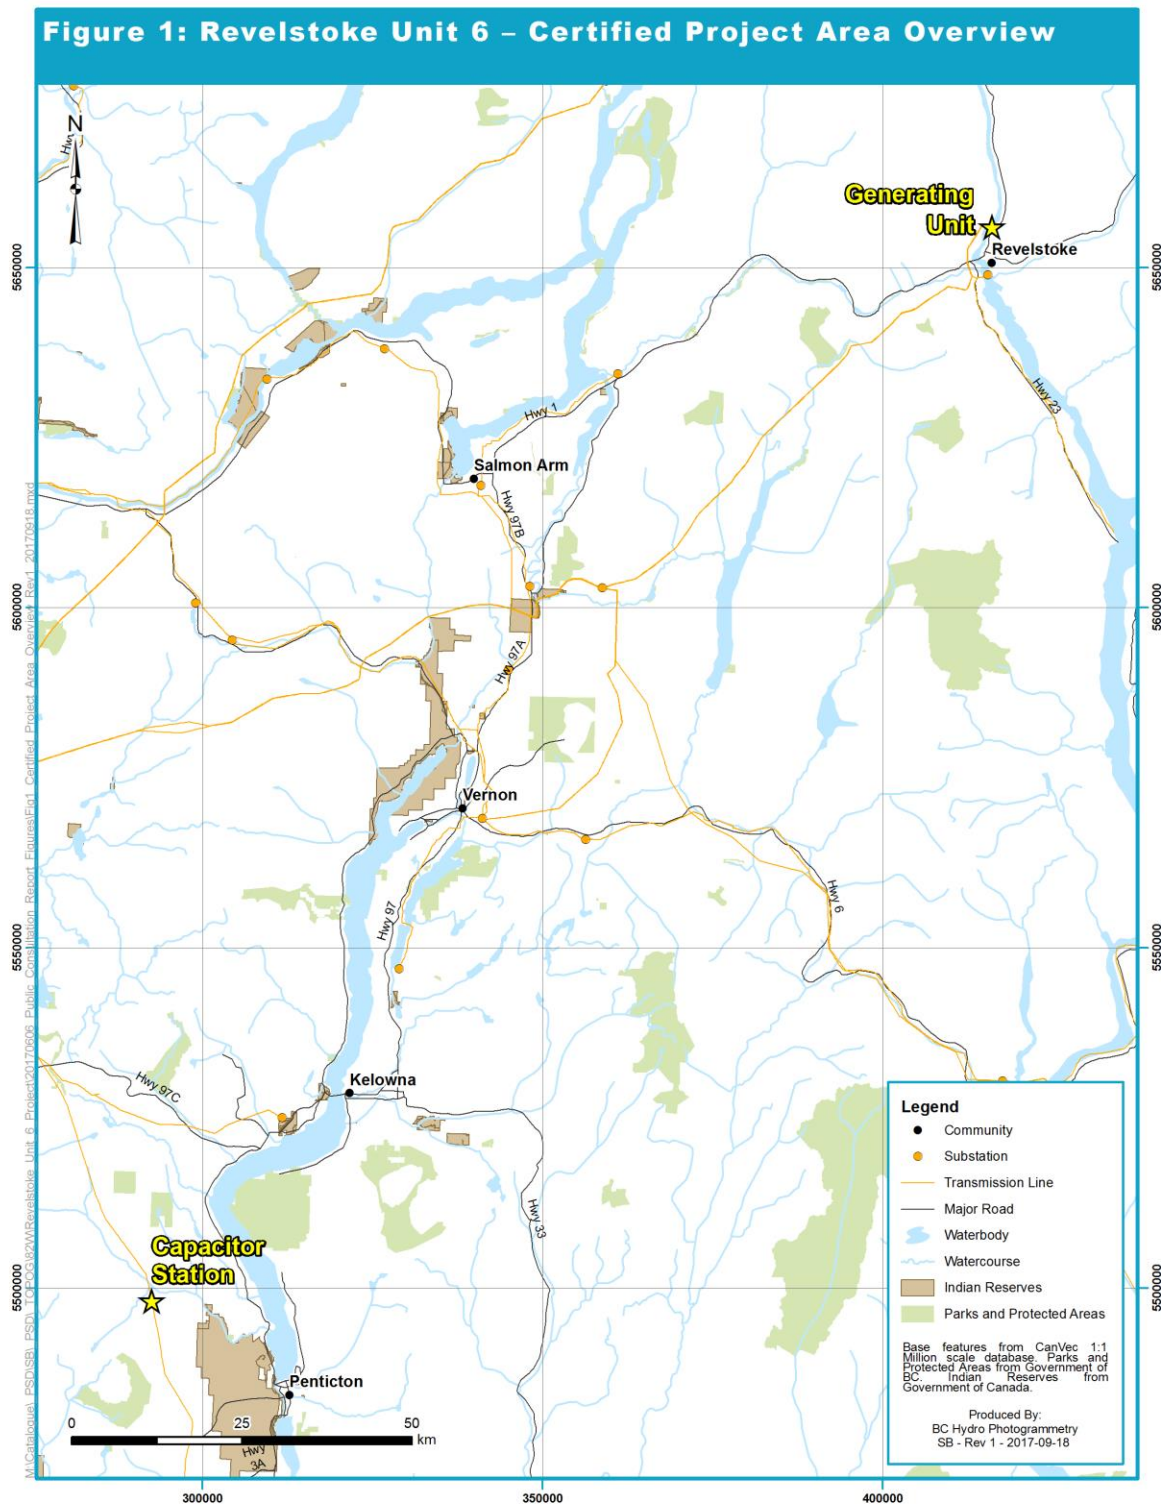 Figure 1: Revelstoke Unit 6 – Certified Project Area Overview
N
Hwy
Generating
Unit
Revelstoke
5650000
5650000
Hwy 23
Hwy 1
Salmon Arm
Hwy 97B
5600000
5600000
Hwy 97A
Vernon
Hwy 6
Hwy 97
5550000
5550000
Kelowna
Hwy 97C
Hwy 33
Capacitor
Station
5500000
5500000
Penticton
0 25 50
km
Hwy
3A
Legend
Community
Substation
Transmission Line
Major Road
Waterbody
Watercourse
Indian Reserves
Parks and Protected Areas
Base features from CanVec 1:1
Million scale database. Parks and
Protected Areas from Government of
BC. Indian Reserves from
Government of Canada.
Produced By:
BC Hydro Photogrammetry
SB - Rev 1 - 2017-09-18
300000 350000 400000